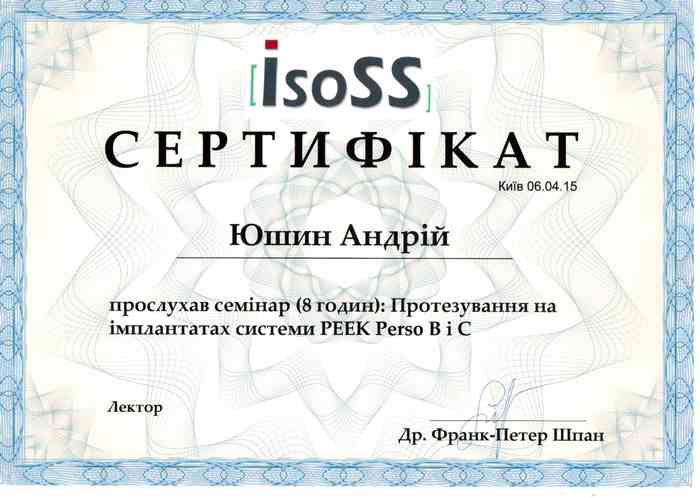 [isoSS]
СЕРТИФІКАТ
Київ 06.04.15
Юшин Андрій
прослухав семінар (8 годин): Протезування на
імплантатах системи PEEK Perso B і C
Лектор
Др. Франк-Петер Шпан